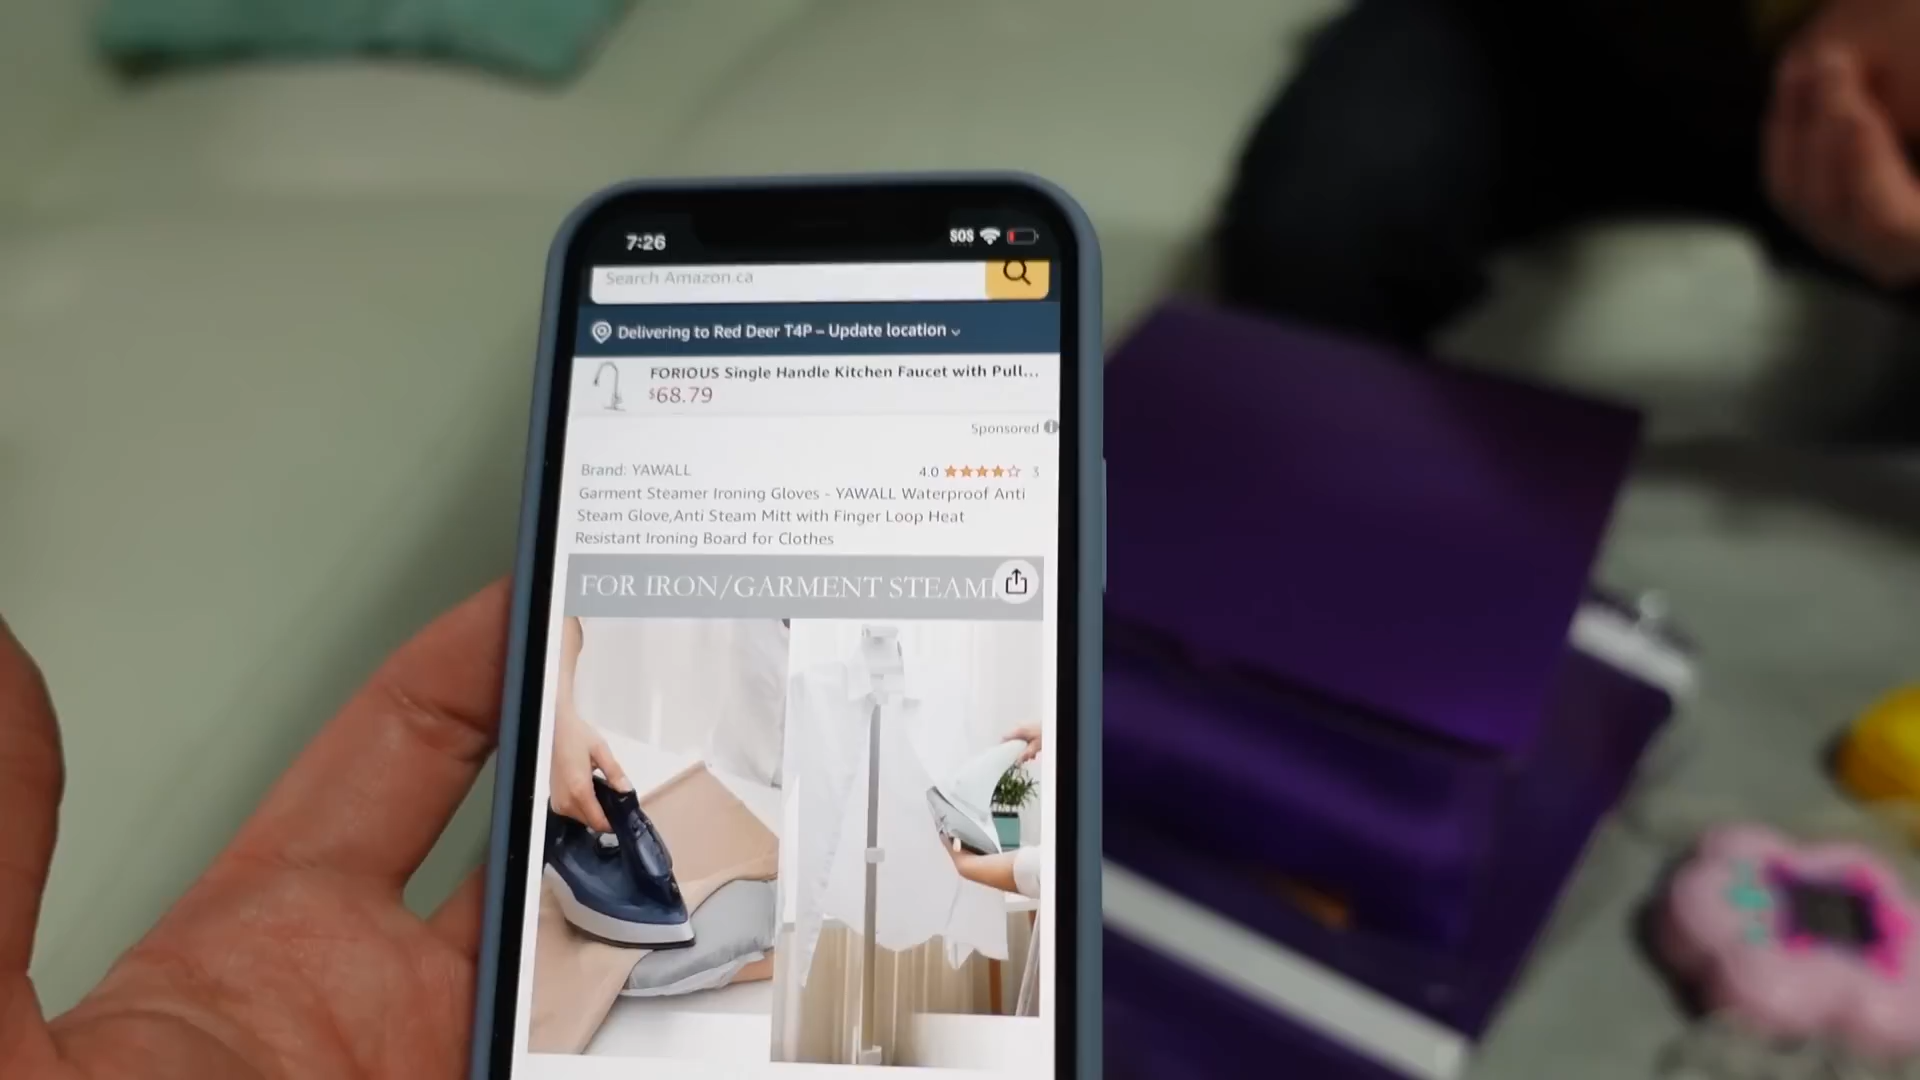 7:26
SOS
Search Amazon.ca
Delivering to Red Deer T4P – Update location
FORIOUS Single Handle Kitchen Faucet with Pull...
$68.79
Sponsored
Brand: YAWALL
4.0
3
Garment Steamer Ironing Gloves - YAWALL Waterproof Anti
Steam Glove,Anti Steam Mitt with Finger Loop Heat
Resistant Ironing Board for Clothes
FOR IRON/GARMENT STEAM